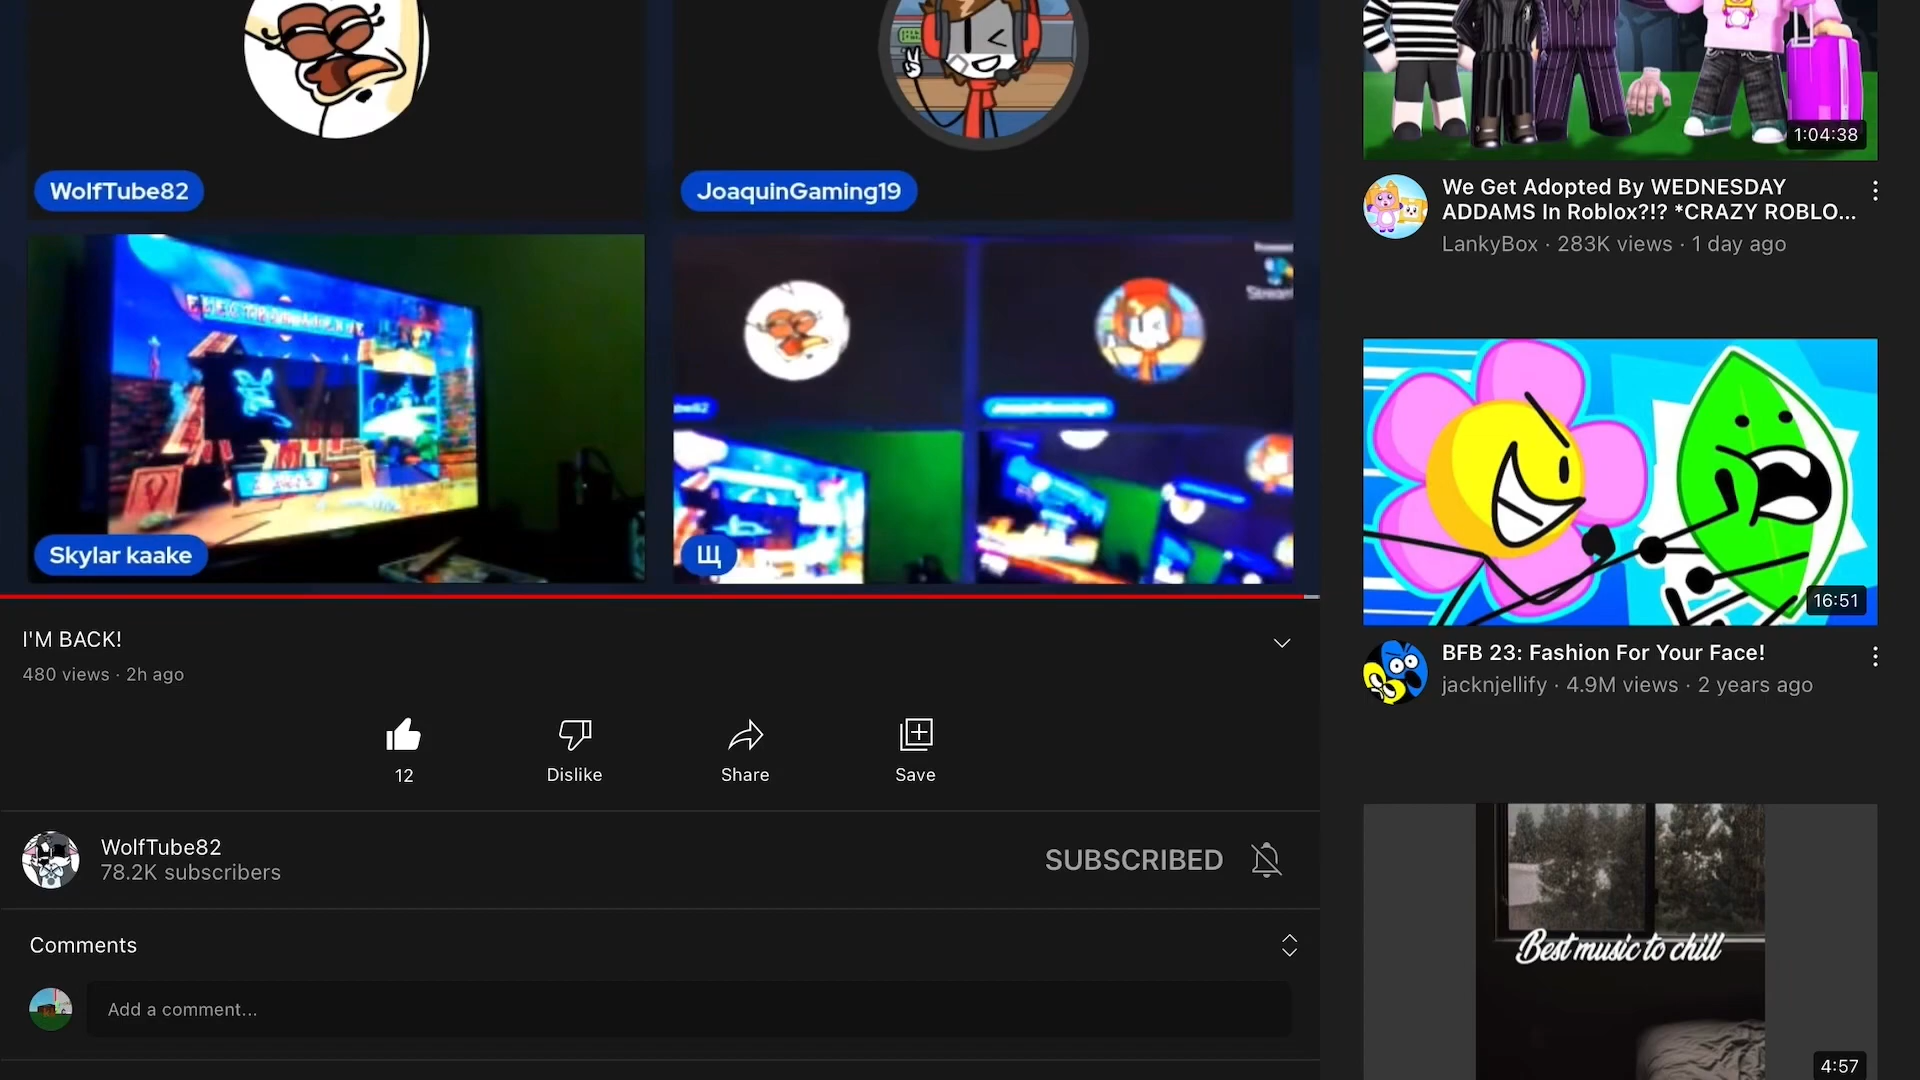 WolfTube82
JoaquinGaming19
Skylar kaake
Щ
I'M BACK!
480 views · 2h ago
12
Dislike
Share
Save
WolfTube82
78.2K subscribers
SUBSCRIBED
Comments
Add a comment...
1:04:38
We Get Adopted By WEDNESDAY
ADDAMS In Roblox?!? *CRAZY ROBLO...
LankyBox · 283K views · 1 day ago
16:51
BFB 23: Fashion For Your Face!
jacknjellify · 4.9M views · 2 years ago
Best music to chill
4:57